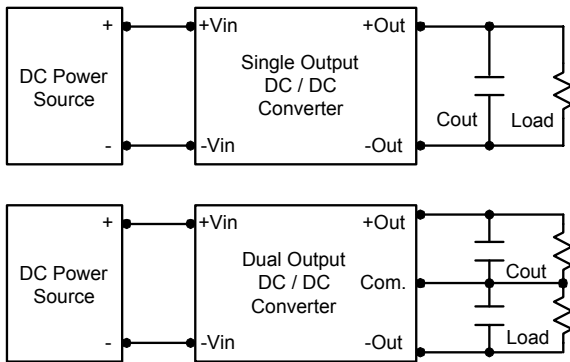 +
+Vin
+Out
DC Power
Source
Single Output
DC / DC
Converter
Cout
Load
-
-Vin
-Out
+
+Vin
+Out
DC Power
Source
Dual Output
DC / DC
Converter
Com.
Cout
-
-Vin
-Out
Load